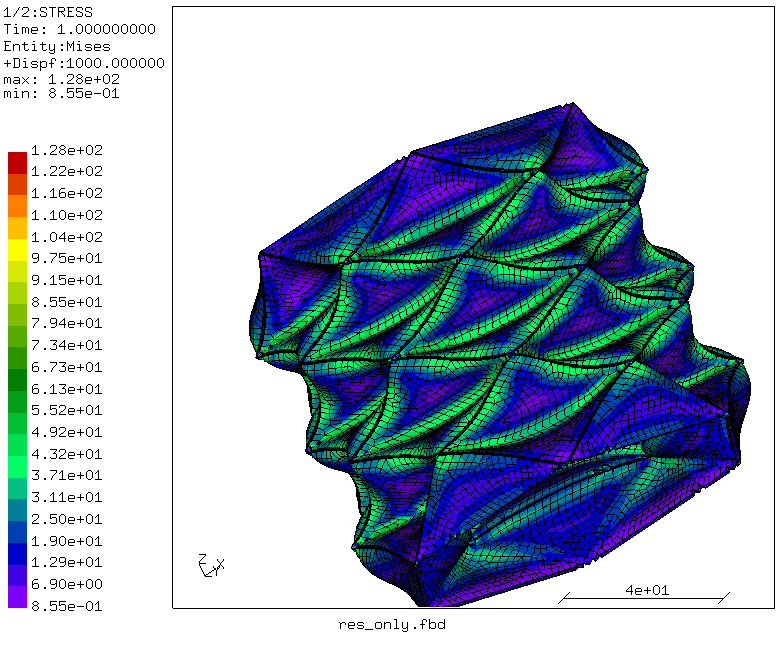 1/2:STRESS
Time: 1.000000000
Entity:Mises
+Dispf:1000.000000
max: 1.28e+02
min: 8.55e-01
1.28e+02
1.22e+02
1.16e+02
1.10e+02
1.04e+02
9.75e+01
9.15e+01
8.55e+01
7.94e+01
7.34e+01
6.73e+01
6.13e+01
5.52e+01
4.92e+01
4.32e+01
3.71e+01
3.11e+01
2.50e+01
1.90e+01
1.29e+01
6.90e+00
8.55e-01
Z
X
Y
4e+01
res_only.fbd